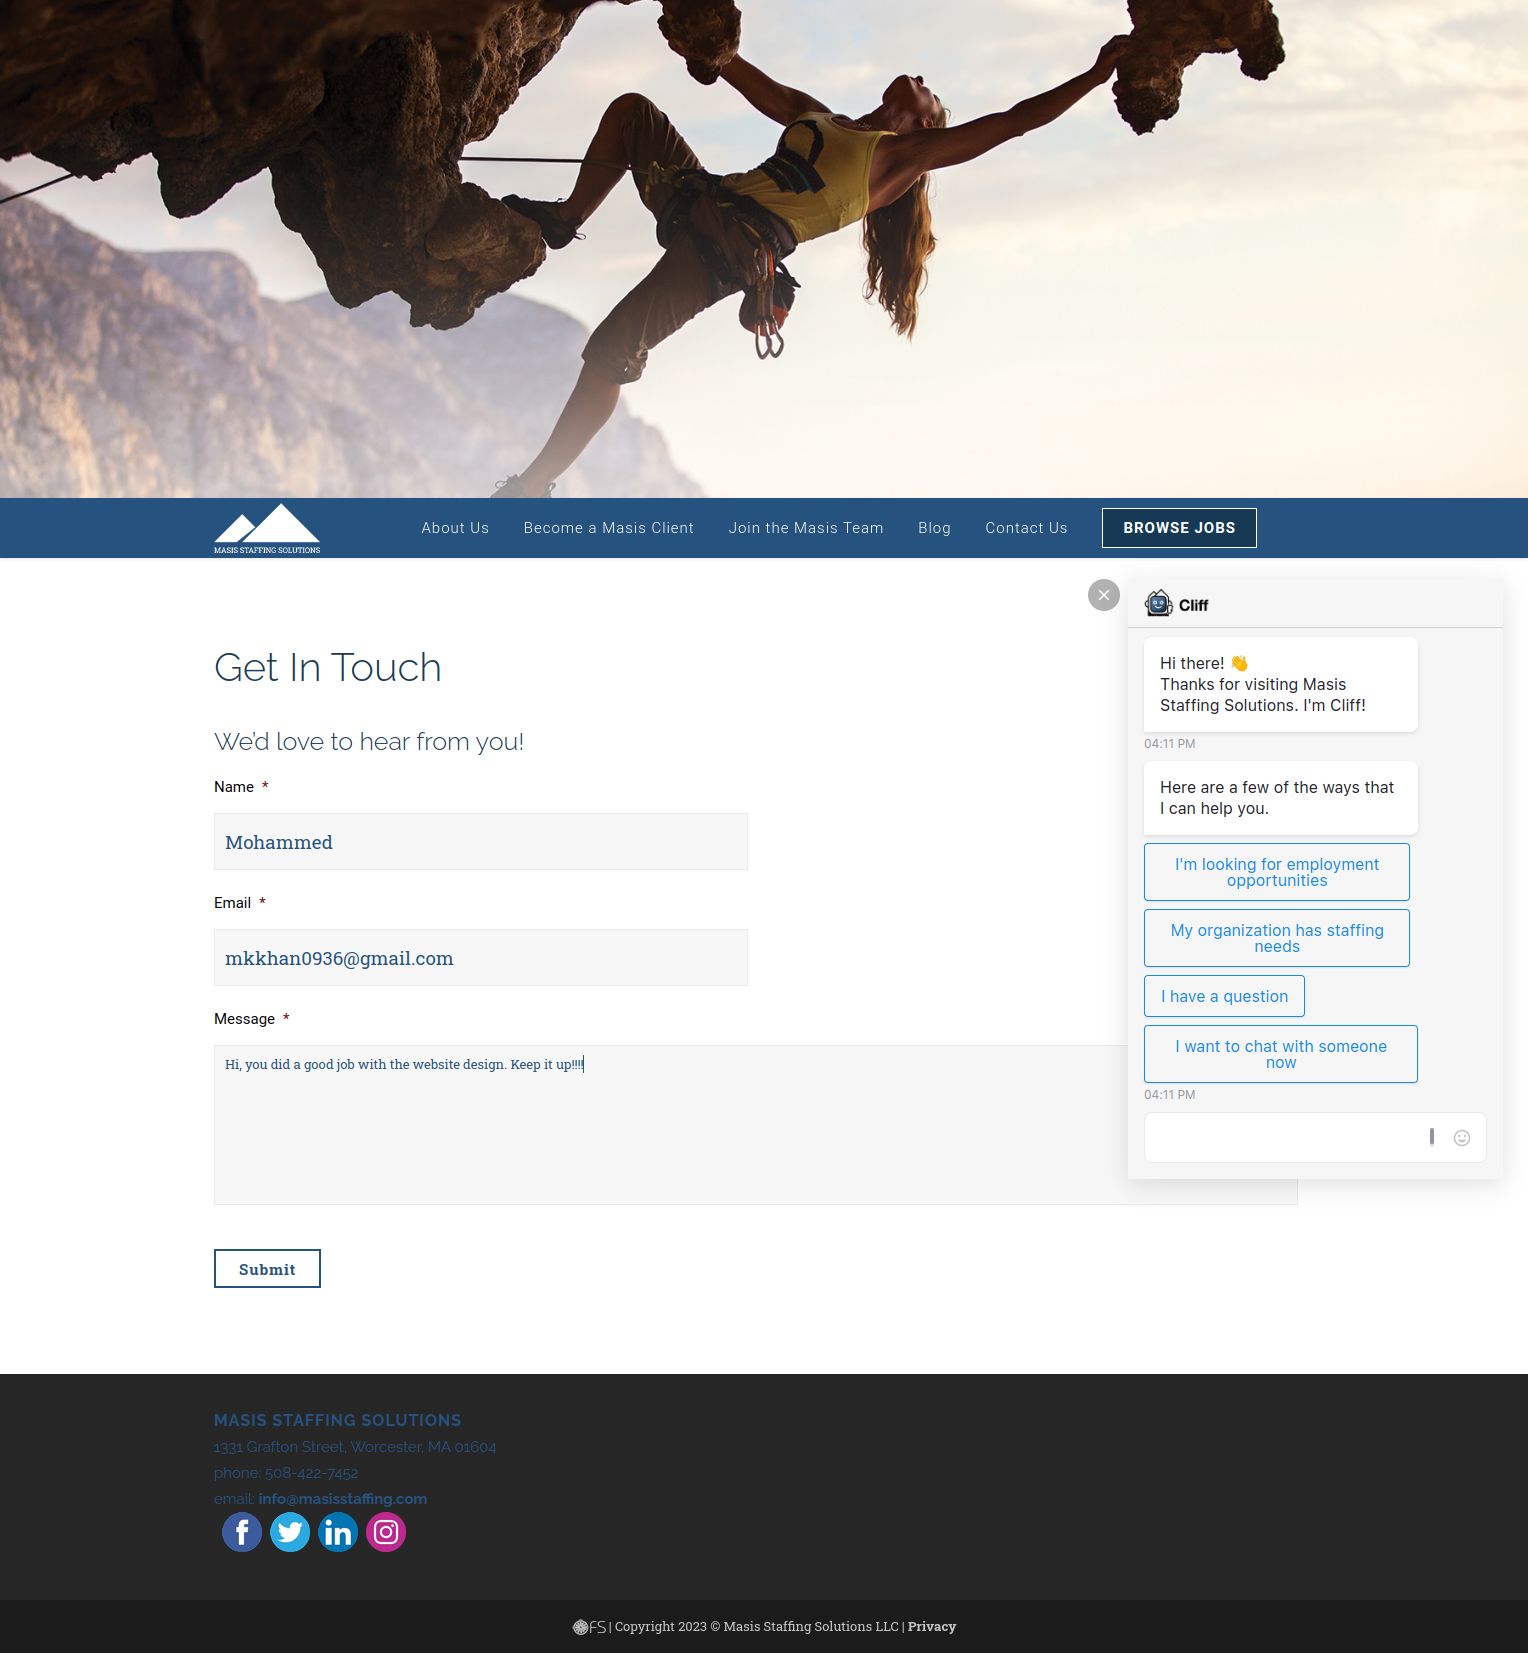 MASIS STAFFING SOLUTIONS
About Us Become a Masis Client Join the Masis Team Blog Contact Us BROWSE JOBS
Get In Touch
We'd love to hear from you!
Name *
Mohammed
Email *
mkkhan0936@gmail.com
Message *
Hi, you did a good job with the website design. Keep it up!!!!
Submit
Cliff
Hi there! 👋
Thanks for visiting Masis
Staffing Solutions. I'm Cliff!
04:11 PM
Here are a few of the ways that
I can help you.
I'm looking for employment
opportunities
My organization has staffing
needs
I have a question
I want to chat with someone
now
04:11 PM
MASIS STAFFING SOLUTIONS
1331 Grafton Street, Worcester, MA 01604
phone: 508-422-7452
email: info@masisstaffing.com
FS | Copyright 2023 © Masis Staffing Solutions LLC | Privacy